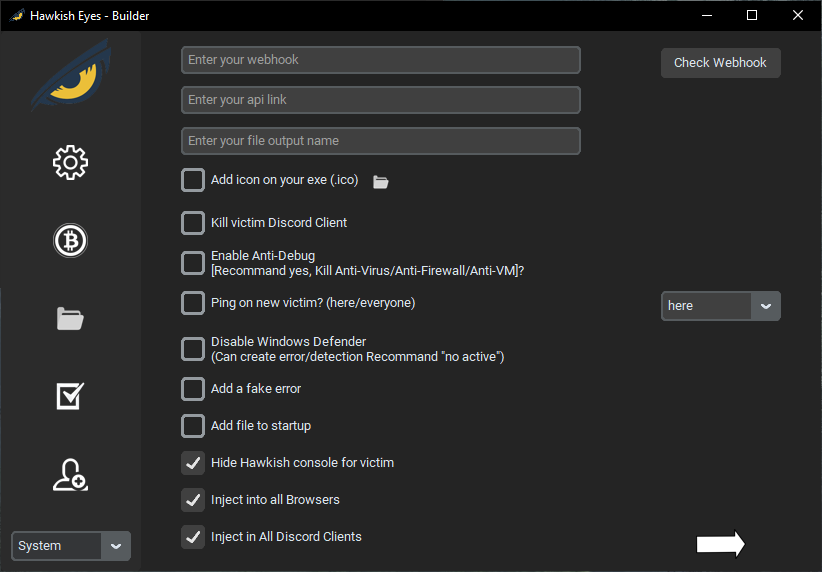 Hawkish Eyes - Builder
Enter your webhook
Check Webhook
Enter your api link
Enter your file output name
Add icon on your exe (.ico)
Kill victim Discord Client
Enable Anti-Debug
[Recommand yes, Kill Anti-Virus/Anti-Firewall/Anti-VM]?
Ping on new victim? (here/everyone)
here
Disable Windows Defender
(Can create error/detection Recommand "no active")
Add a fake error
Add file to startup
Hide Hawkish console for victim
Inject into all Browsers
Inject in All Discord Clients
System